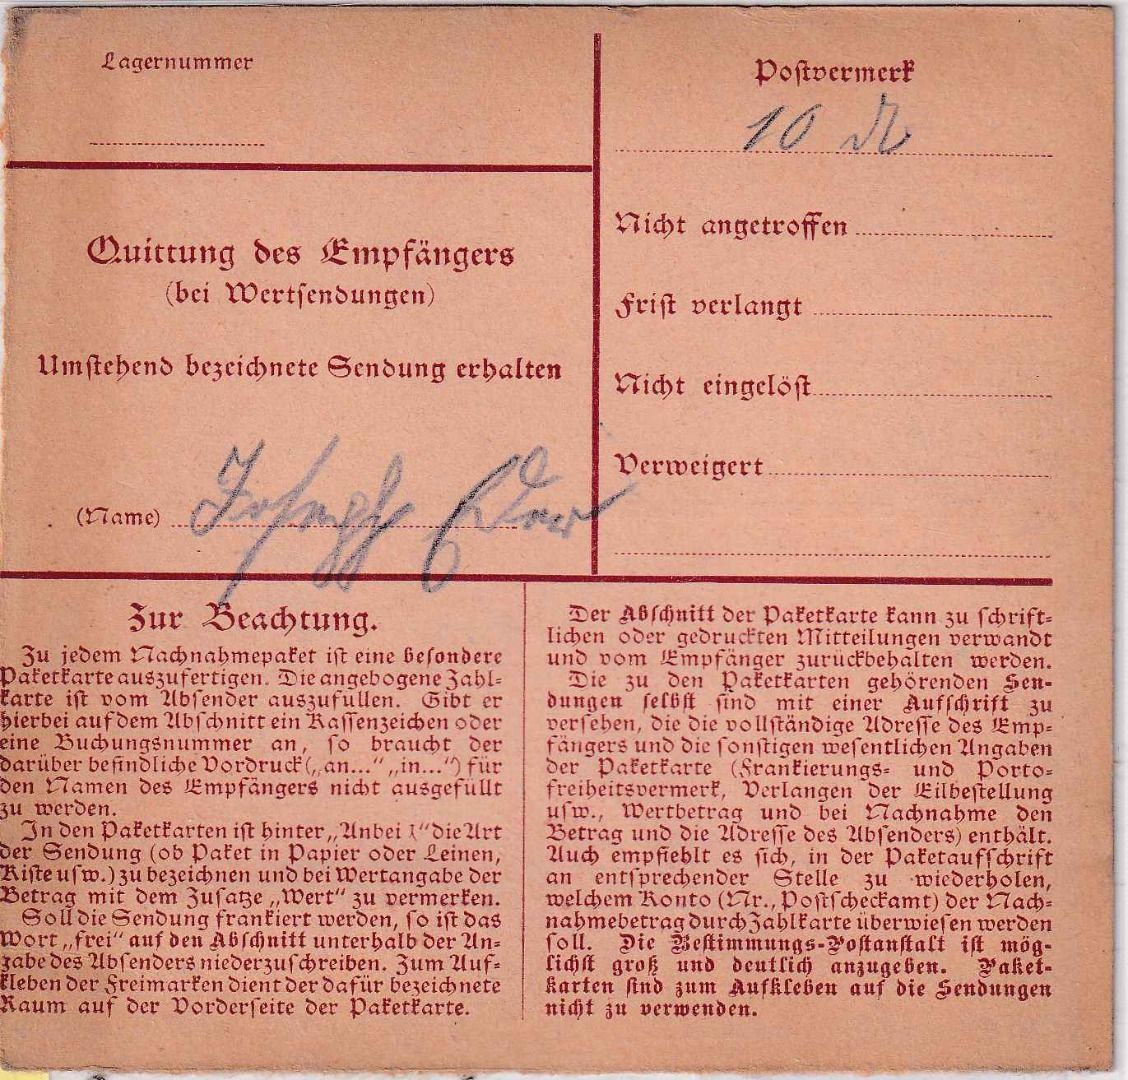 Lagernummer
Postvermerk
10
Nicht angetroffen
Quittung des Empfängers
(bei Wertsendungen)
Frist verlangt
Umstehend bezeichnete Sendung erhalten
Nicht eingelöst
Verweigert
(Name) Joseph
Zur Beachtung.
Zu jedem Nachnahmepaket ist eine besondere
Paketkarte auszufertigen. Die angebogene Zahl-
karte ist vom Absender auszufüllen. Gibt er
hierbei auf dem Abschnitt ein Kassenzeichen oder
eine Buchungsnummer an, so braucht der
darüber befindliche Vordruck („an...“ „in...“) für
den Namen des Empfängers nicht ausgefüllt
zu werden.
In den Paketkarten ist hinter „Anbei 1“ die Art
der Sendung (ob Paket in Papier oder Leinen,
Kiste usw.) zu bezeichnen und bei Wertangabe der
Betrag mit dem Zusatze „Wert“ zu vermerken.
Soll die Sendung frankiert werden, so ist das
Wort „frei“ auf den Abschnitt unterhalb der An-
gabe des Absenders niederzuschreiben. Zum Auf-
kleben der Freimarken dient der dafür bezeichnete
Raum auf der Vorderseite der Paketkarte.
Der Abschnitt der Paketkarte kann zu schrift-
lichen oder gedruckten Mitteilungen verwandt
und vom Empfänger zurückbehalten werden.
Die zu den Paketkarten gehörenden Sen-
dungen selbst sind mit einer Aufschrift zu
versehen, die die vollständige Adresse des Emp-
fängers und die sonstigen wesentlichen Angaben
der Paketkarte (Frankierungs- und Porto-
freiheitsvermerk, Verlangen der Eilbestellung
usw., Wertbetrag und bei Nachnahme den
Betrag und die Adresse des Absenders) enthält.
Auch empfiehlt es sich, in der Paketaufschrift
an entsprechender Stelle zu wiederholen,
welchem Konto (Nr., Postscheckamt) der Nach-
nahmebetrag durch Zahlkarte überwiesen werden
soll. Die Bestimmungs-Postanstalt ist mög-
lichst groß und deutlich anzugeben. Paket-
karten sind zum Aufkleben auf die Sendungen
nicht zu verwenden.